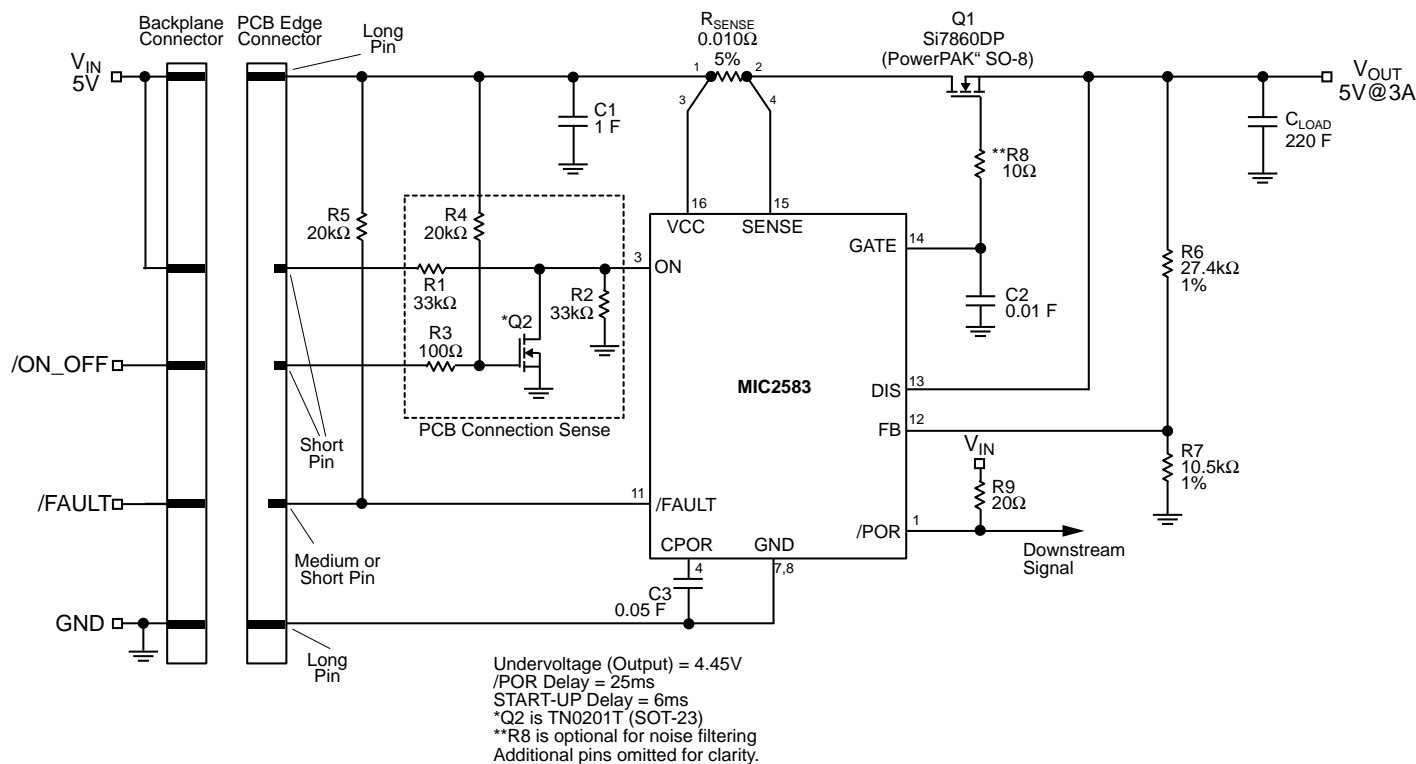 Backplane
Connector
PCB Edge
Connector
Long
Pin
RSENSE
0.010Ω
5%
Q1
Si7860DP
(PowerPAK“ SO-8)
VIN
5V
1
2
3
4
VOUT
5V@3A
C1
1 F
CLOAD
220 F
**R8
10Ω
R5
20kΩ
R4
20kΩ
16
VCC
15
SENSE
14
GATE
R6
27.4kΩ
1%
3
ON
R1
33kΩ
R2
33kΩ
C2
0.01 F
*Q2
R3
100Ω
/ON_OFF
MIC2583
13
DIS
PCB Connection Sense
12
FB
Short
Pin
VIN
R7
10.5kΩ
1%
R9
20Ω
/FAULT
11
/FAULT
/POR
1
Downstream
Signal
Medium or
Short Pin
CPOR
4
GND
7,8
C3
0.05 F
GND
Long
Pin
Undervoltage (Output) = 4.45V
/POR Delay = 25ms
START-UP Delay = 6ms
*Q2 is TN0201T (SOT-23)
**R8 is optional for noise filtering
Additional pins omitted for clarity.